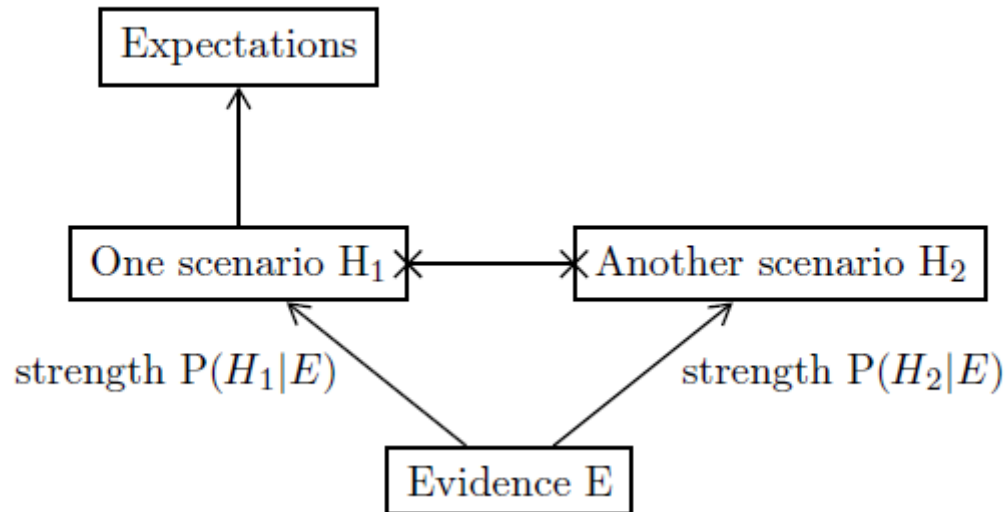 Expectations
One scenario H₁
Another scenario H₂
strength P(H₁|E)
strength P(H₂|E)
Evidence E